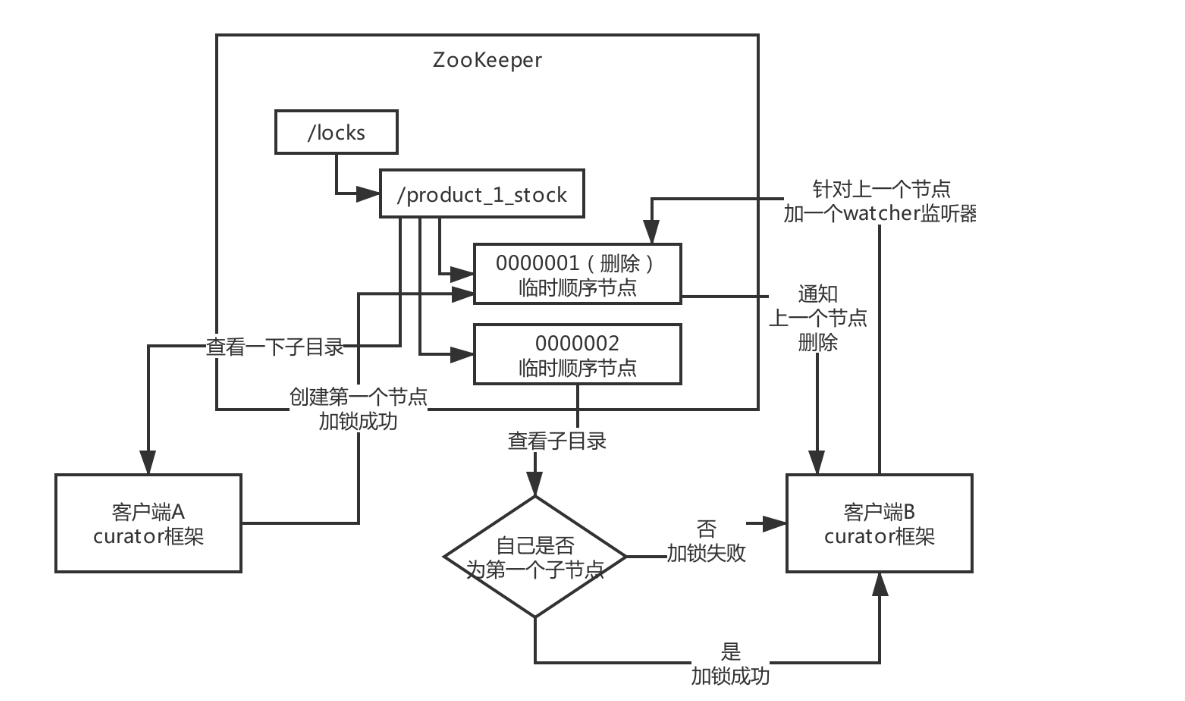 ZooKeeper
/locks
/product_1_stock
针对上一个节点
加一个watcher监听器
0000001（删除）
临时顺序节点
通知
上一个节点
删除
0000002
临时顺序节点
查看一下子目录
创建第一个节点
加锁成功
查看子目录
客户端A
curator框架
自己是否
为第一个子节点
否
加锁失败
客户端B
curator框架
是
加锁成功